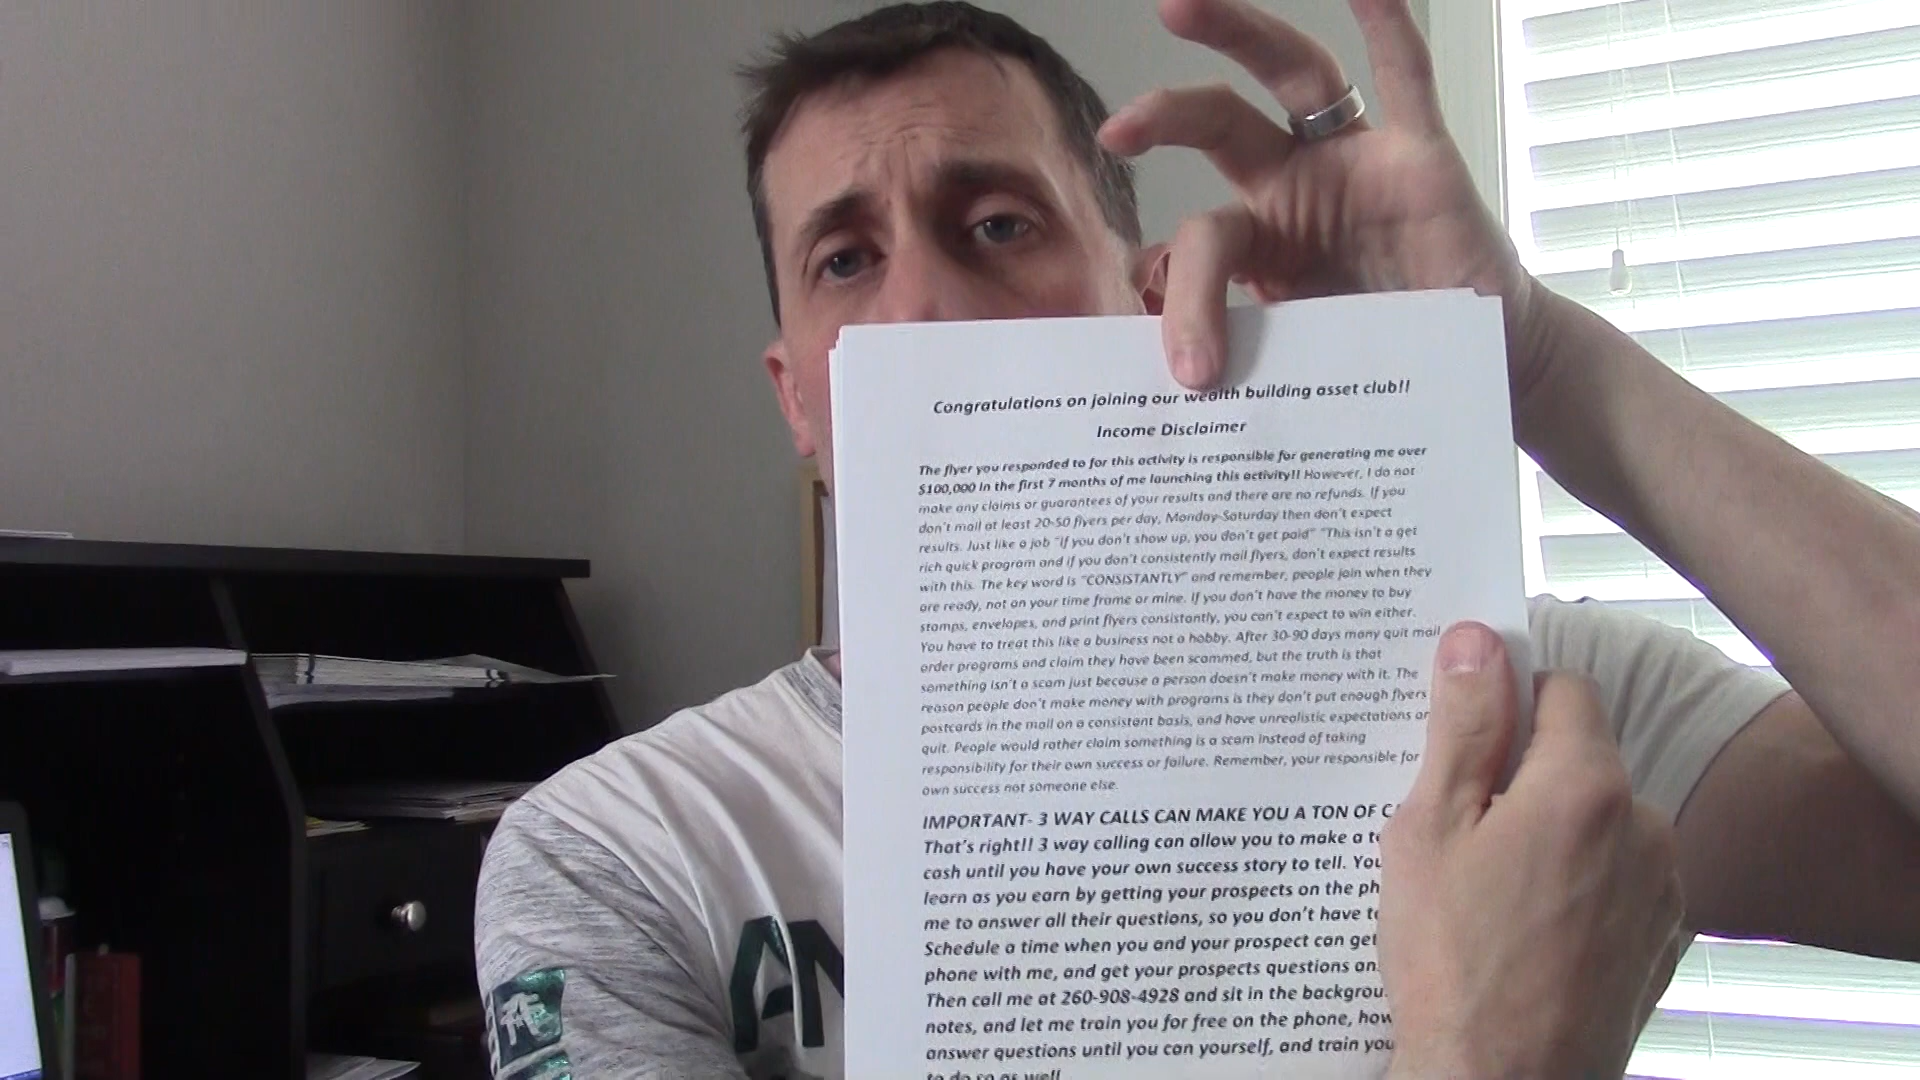 Congratulations on joining our wealth building asset club!!
Income Disclaimer
The flyer you responded to for this activity is responsible for generating me over
$100,000 in the first 7 months of me launching this activity!! However, I do not
make any claims or guarantees of your results and there are no refunds. If you
don't mail at least 20-50 flyers per day, Monday-Saturday then don't expect
results. Just like a job "if you don't show up, you don't get paid" "This isn't a get
rich quick program and if you don't consistently mail flyers, don't expect results
with this. The key word is "CONSISTANTLY" and remember, people join when they
are ready, not on your time frame or mine. If you don't have the money to buy
stamps, envelopes, and print flyers consistantly, you can't expect to win either.
You have to treat this like a business not a hobby. After 30-90 days many quit mail
order programs and claim they have been scammed, but the truth is that
something isn't a scam just because a person doesn't make money with it. The
reason people don't make money with programs is they don't put enough flyers
postcards in the mail on a consistent basis, and have unrealistic expectations or
quit. People would rather claim something is a scam instead of taking
responsibility for their own success or failure. Remember, your responsible for
own success not someone else.
IMPORTANT- 3 WAY CALLS CAN MAKE YOU A TON OF
That's right!! 3 way calling can allow you to make a
cash until you have your own success story to tell. You
learn as you earn by getting your prospects on the ph
me to answer all their questions, so you don't have
Schedule a time when you and your prospect can get
phone with me, and get your prospects questions an
Then call me at 260-908-4928 and sit in the backgrou
notes, and let me train you for free on the phone, how
answer questions until you can yourself, and train you
to do so as well